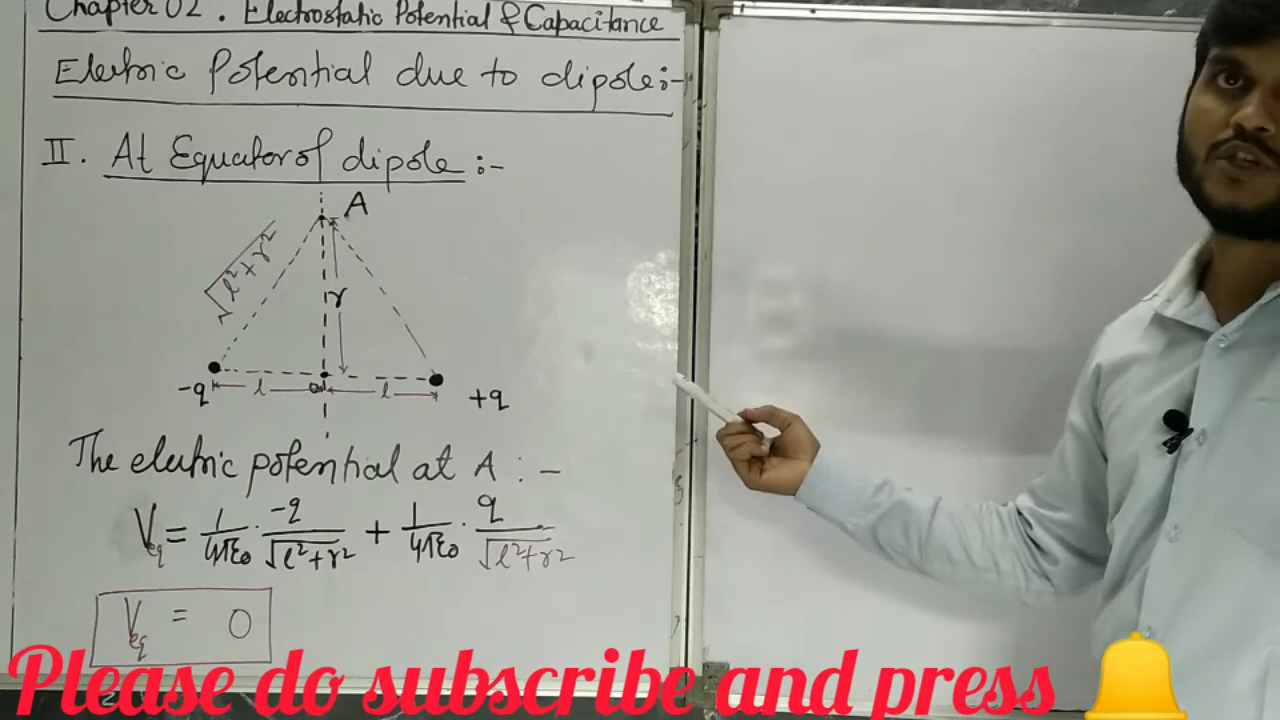 Chapter 02. Electrostatic Potential & Capacitance
Electric Potential due to dipole:-
II. At Equator of dipole :-
A
√l²+r²
r
-q l O l +q
The electric potential at A : -
Veq = 1/4πε0 . -q/√l²+r² + 1/4πε0 . q/√l²+r²
Veq = 0
Please do subscribe and press 🔔